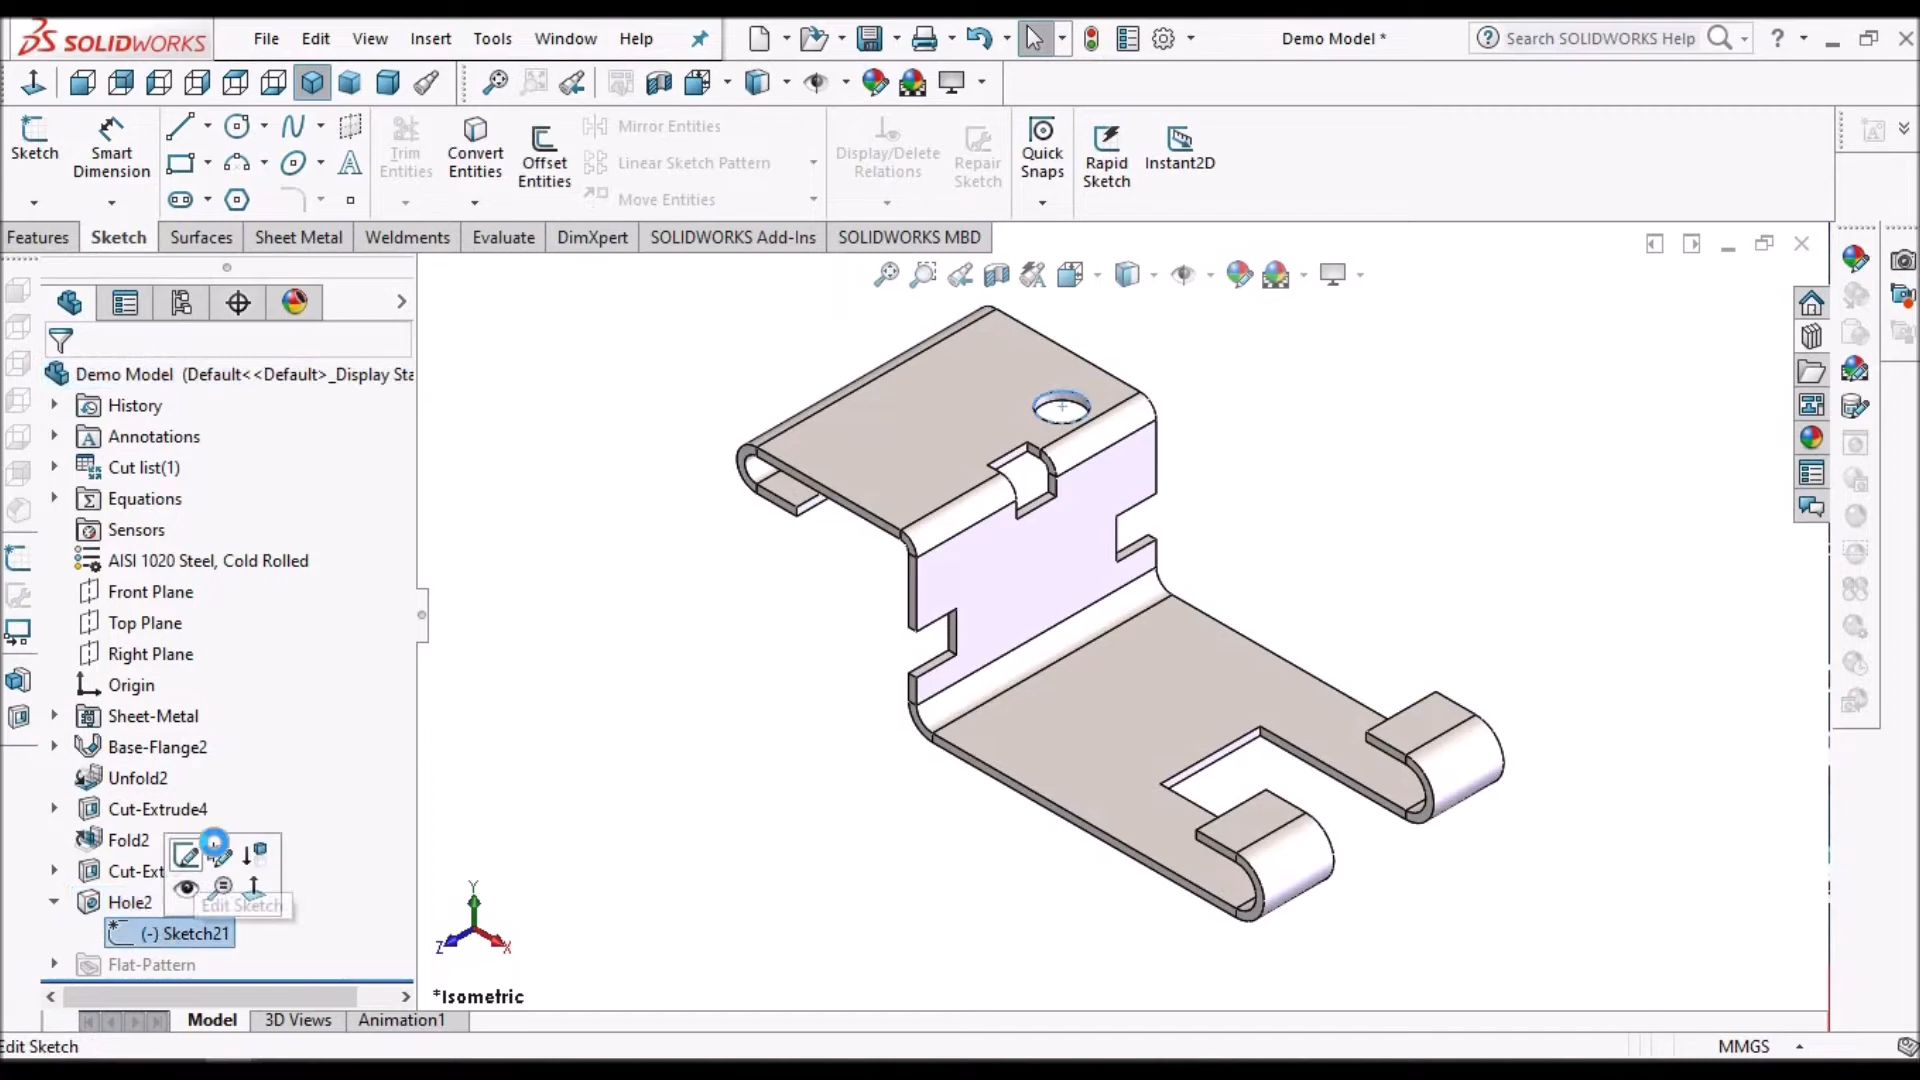 SOLIDWORKS
File Edit View Insert Tools Window Help
Demo Model *
Search SOLIDWORKS Help
?
Sketch
Smart
Dimension
Trim
Entities
Convert
Entities
Offset
Entities
Mirror Entities
Linear Sketch Pattern
Move Entities
Display/Delete
Relations
Repair
Sketch
Quick
Snaps
Rapid
Sketch
Instant2D
Features Sketch Surfaces Sheet Metal Weldments Evaluate DimXpert SOLIDWORKS Add-Ins SOLIDWORKS MBD
Demo Model (Default<<Default>_Display Sta
History
Annotations
Cut list(1)
Equations
Sensors
AISI 1020 Steel, Cold Rolled
Front Plane
Top Plane
Right Plane
Origin
Sheet-Metal
Base-Flange2
Unfold2
Cut-Extrude4
Fold2
Cut-Ext
Hole2
Edit Sketch
(-) Sketch21
Flat-Pattern
Y
Z X
*Isometric
Model 3D Views Animation1
Edit Sketch
MMGS